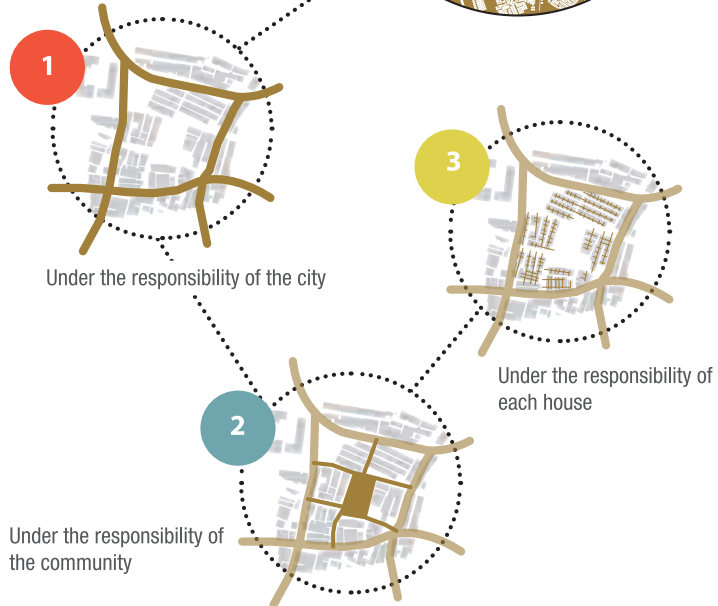 1
Under the responsibility of the city
3
Under the responsibility of
each house
2
Under the responsibility of
the community